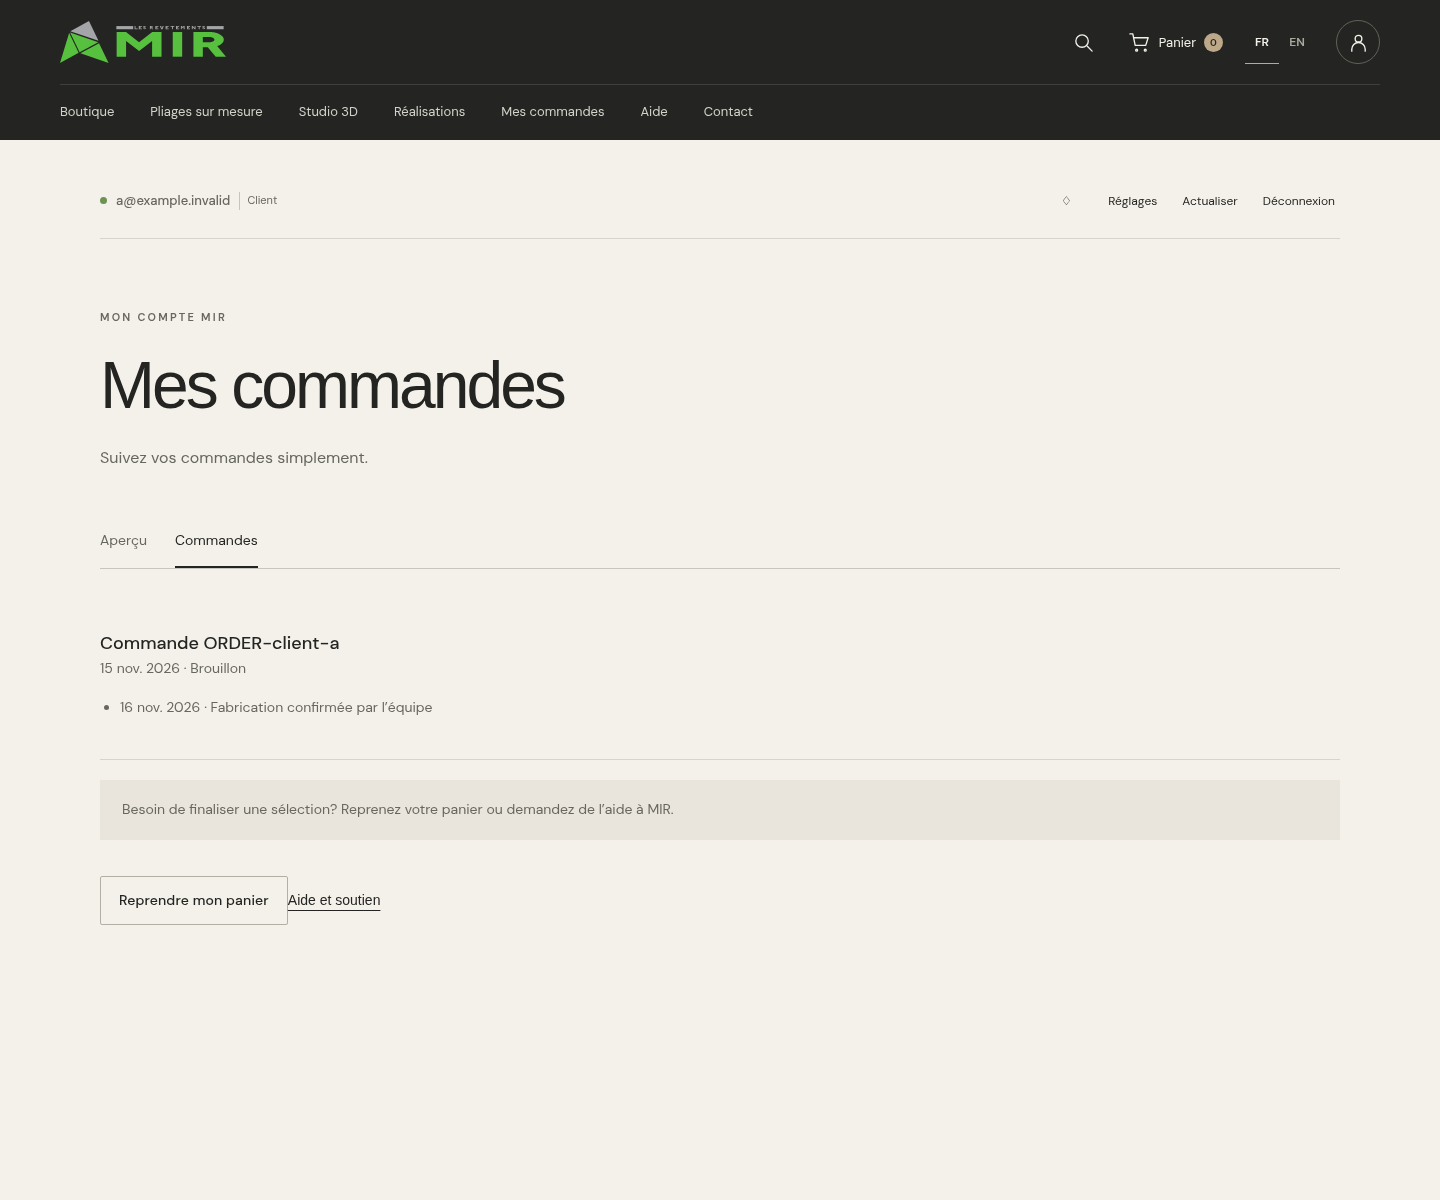 LES REVÊTEMENTS
MIR
Panier 0 FR EN
Boutique Pliages sur mesure Studio 3D Réalisations Mes commandes Aide Contact
a@example.invalid Client ♢ Réglages Actualiser Déconnexion
MON COMPTE MIR
Mes commandes
Suivez vos commandes simplement.
Aperçu Commandes
Commande ORDER-client-a
15 nov. 2026 · Brouillon
• 16 nov. 2026 · Fabrication confirmée par l’équipe
Besoin de finaliser une sélection? Reprenez votre panier ou demandez de l’aide à MIR.
Reprendre mon panier Aide et soutien